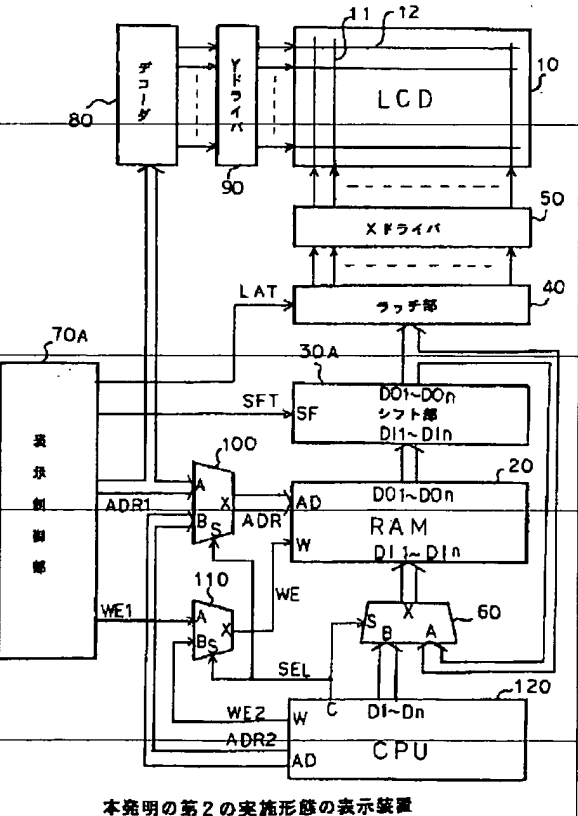 11
12
デコーダ
Yドライバ
LCD
10
80
90
50
Xドライバ
LAT
40
ラッチ部
70A
30A
DO1~DOn
SFT
SF
シフト部
DI1~DIn
表示制御部
100
20
A
X
ADR1
ADR
AD
DO1~DOn
B
S
RAM
W
DI1~DIn
110
WE
WE1
A
X
B
S
S
X
60
B
A
SEL
120
C
D1~Dn
WE2
W
ADR2
CPU
AD
本発明の第2の実施形態の表示装置